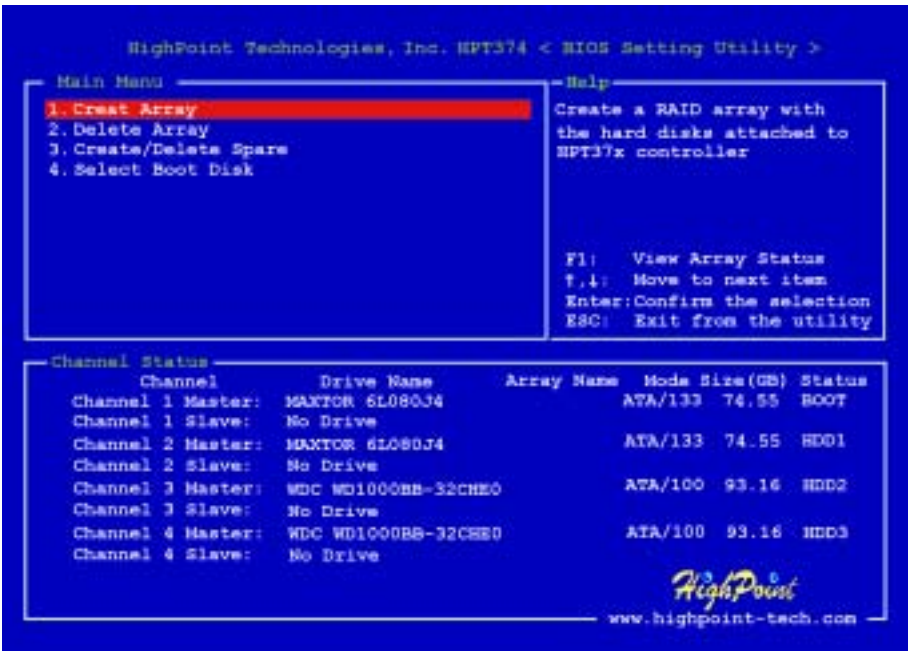 HighPoint Technologies, Inc. HPT374 < BIOS Setting Utility >
Main Menu
1.Creat Array
2.Delete Array
3.Create/Delete Spare
4.Select Boot Disk
Help
Create a RAID array with
the hard disks attached to
HPT37x controller
F1: View Array Status
↑,↓: Move to next item
Enter:Confirm the selection
ESC: Exit from the utility
Channel Status
Channel Drive Name Array Name Mode Size(GB) Status
Channel 1 Master: MAXTOR 6L080J4 ATA/133 74.55 BOOT
Channel 1 Slave: No Drive
Channel 2 Master: MAXTOR 6L080J4 ATA/133 74.55 HDD1
Channel 2 Slave: No Drive
Channel 3 Master: WDC WD1000BB-32CHE0 ATA/100 93.16 HDD2
Channel 3 Slave: No Drive
Channel 4 Master: WDC WD1000BB-32CHE0 ATA/100 93.16 HDD3
Channel 4 Slave: No Drive
HighPoint
www.highpoint-tech.com